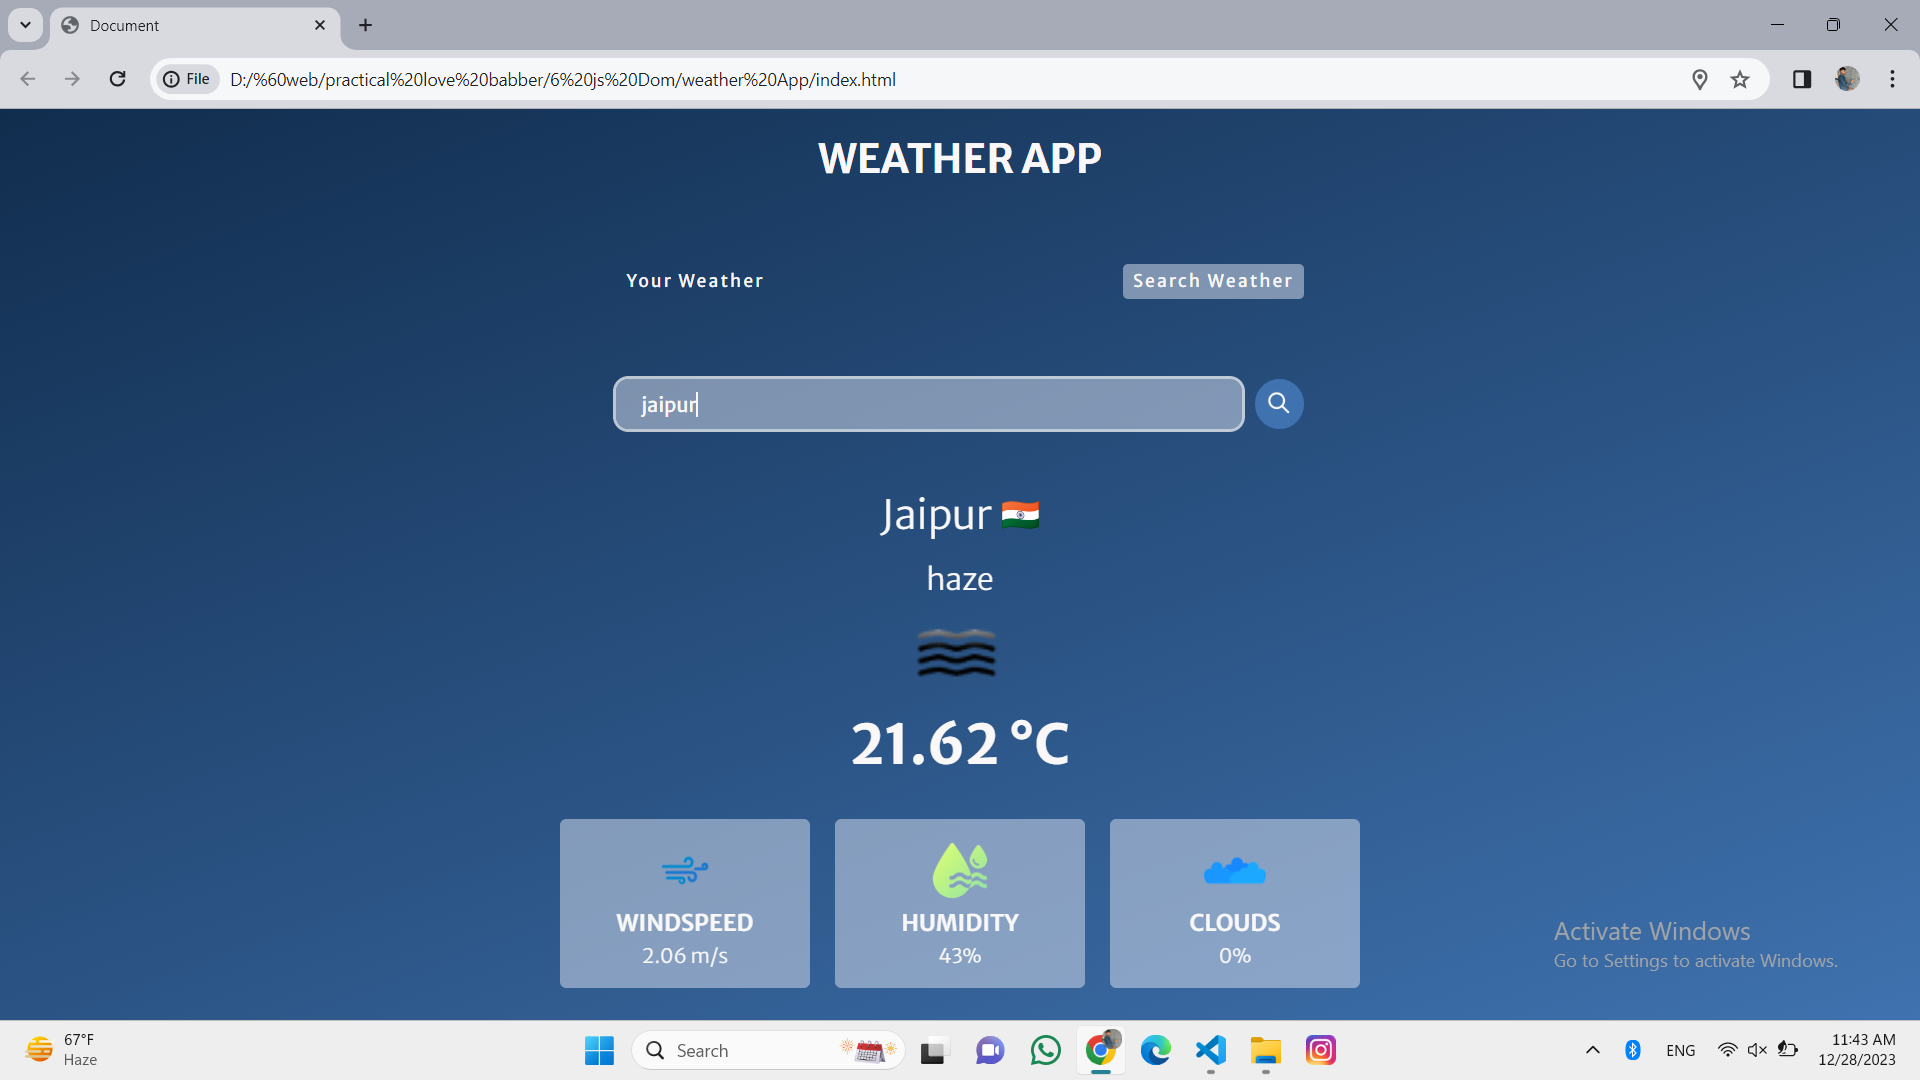 Document
File
D:/%60web/practical%20love%20babber/6%20js%20Dom/weather%20App/index.html
WEATHER APP
Your Weather
Search Weather
jaipur
Jaipur
haze
21.62 °C
WINDSPEED
2.06 m/s
HUMIDITY
43%
CLOUDS
0%
Activate Windows
Go to Settings to activate Windows.
67°F
Haze
Search
ENG
11:43 AM
12/28/2023